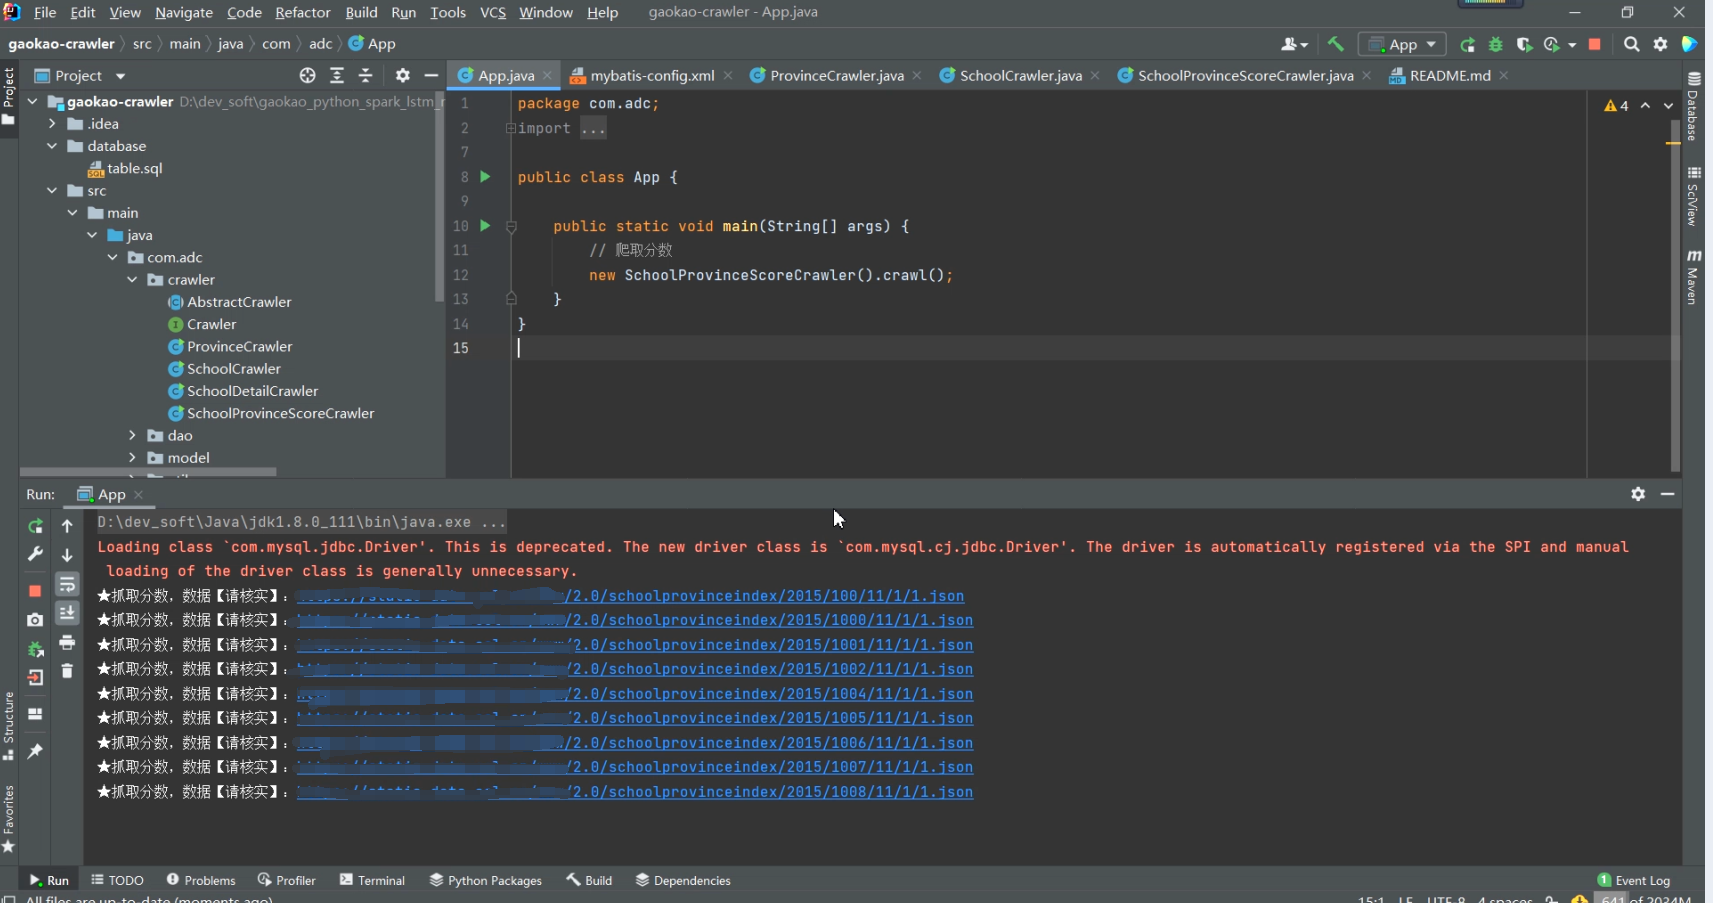 File Edit View Navigate Code Refactor Build Run Tools VCS Window Help gaokao-crawler - App.java
gaokao-crawler src main java com adc App
App
Project
App.java mybatis-config.xml ProvinceCrawler.java SchoolCrawler.java SchoolProvinceScoreCrawler.java README.md
gaokao-crawler D:\dev_soft\gaokao_python_spark_lstm_
.idea
database
table.sql
src
main
java
com.adc
crawler
AbstractCrawler
Crawler
ProvinceCrawler
SchoolCrawler
SchoolDetailCrawler
SchoolProvinceScoreCrawler
dao
model
1 package com.adc;
2 import ...
7
8 public class App {
9
10 public static void main(String[] args) {
11 // 爬取分数
12 new SchoolProvinceScoreCrawler().crawl();
13 }
14 }
15
4
Project
Structure
Favorites
Database
SciView
Maven
Run: App
D:\dev_soft\Java\jdk1.8.0_111\bin\java.exe ...
Loading class `com.mysql.jdbc.Driver'. This is deprecated. The new driver class is `com.mysql.cj.jdbc.Driver'. The driver is automatically registered via the SPI and manual
loading of the driver class is generally unnecessary.
★抓取分数，数据【请核实】: /2.0/schoolprovinceindex/2015/100/11/1/1.json
★抓取分数，数据【请核实】: /2.0/schoolprovinceindex/2015/1000/11/1/1.json
★抓取分数，数据【请核实】: 2.0/schoolprovinceindex/2015/1001/11/1/1.json
★抓取分数，数据【请核实】: /2.0/schoolprovinceindex/2015/1002/11/1/1.json
★抓取分数，数据【请核实】: /2.0/schoolprovinceindex/2015/1004/11/1/1.json
★抓取分数，数据【请核实】: /2.0/schoolprovinceindex/2015/1005/11/1/1.json
★抓取分数，数据【请核实】: /2.0/schoolprovinceindex/2015/1006/11/1/1.json
★抓取分数，数据【请核实】: /2.0/schoolprovinceindex/2015/1007/11/1/1.json
★抓取分数，数据【请核实】: /2.0/schoolprovinceindex/2015/1008/11/1/1.json
Run TODO Problems Profiler Terminal Python Packages Build Dependencies 1 Event Log
All files are up-to-date (moments ago) 15:1 LF UTF-8 4 spaces 641 of 2034M